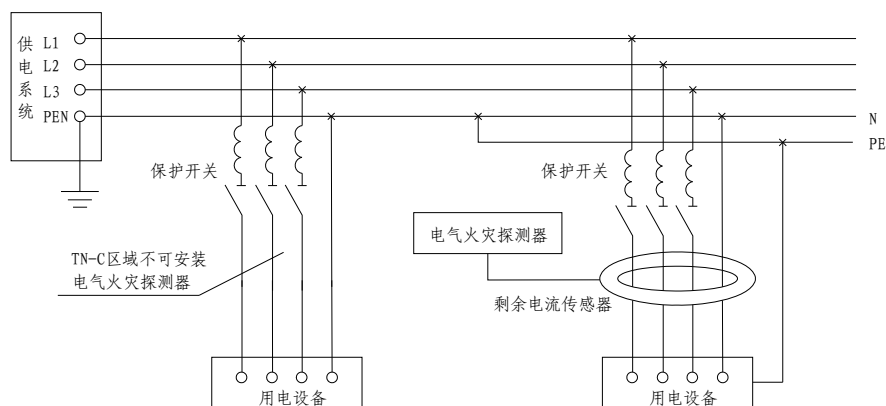 供电系统
L1
L2
L3
PEN
N
PE
保护开关
保护开关
电气火灾探测器
TN-C区域不可安装
电气火灾探测器
剩余电流传感器
用电设备
用电设备